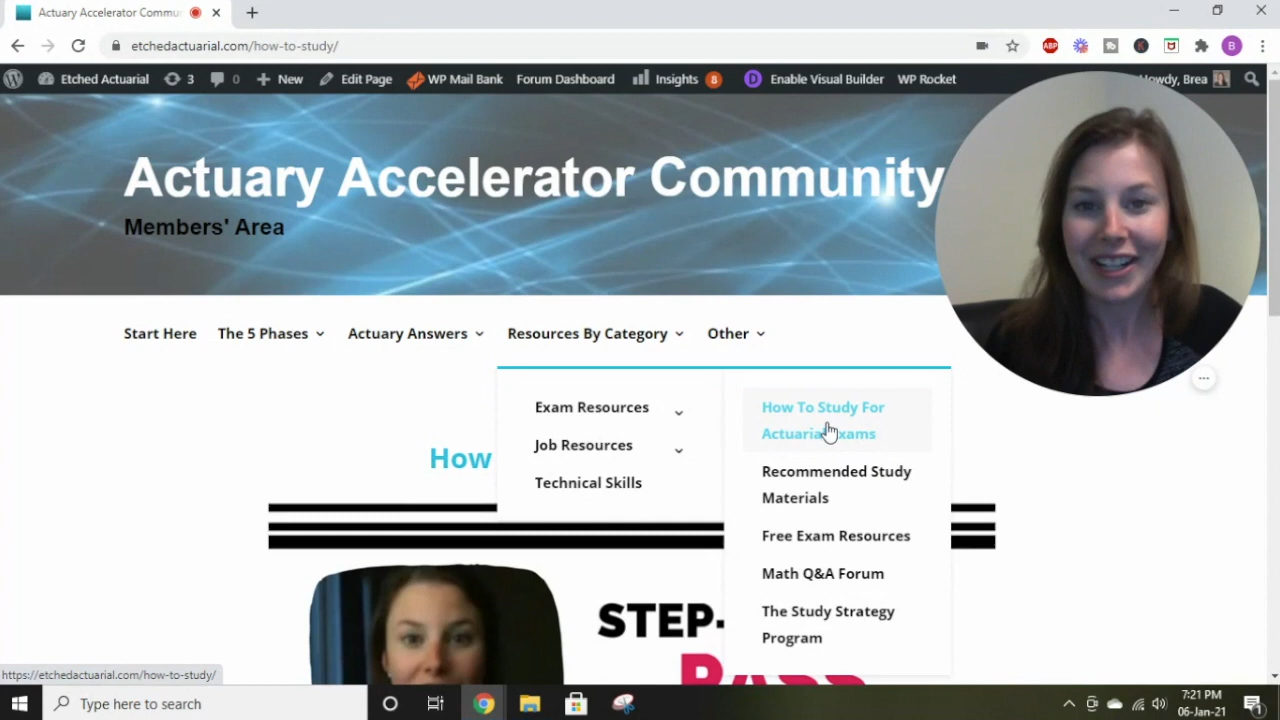 Actuary Accelerator Commu
etchedactuarial.com/how-to-study/
ABP
B
Etched Actuarial 3 0 New Edit Page WP Mail Bank Forum Dashboard Insights 8 D Enable Visual Builder WP Rocket Howdy, Brea
Actuary Accelerator Community
Members' Area
Start Here The 5 Phases Actuary Answers Resources By Category Other
Exam Resources
Job Resources
Technical Skills
How To Study For
Actuarial Exams
Recommended Study
Materials
Free Exam Resources
Math Q&A Forum
The Study Strategy
Program
How
STEP-
PASS
https://etchedactuarial.com/how-to-study/
Type here to search
7:21 PM
06-Jan-21
1